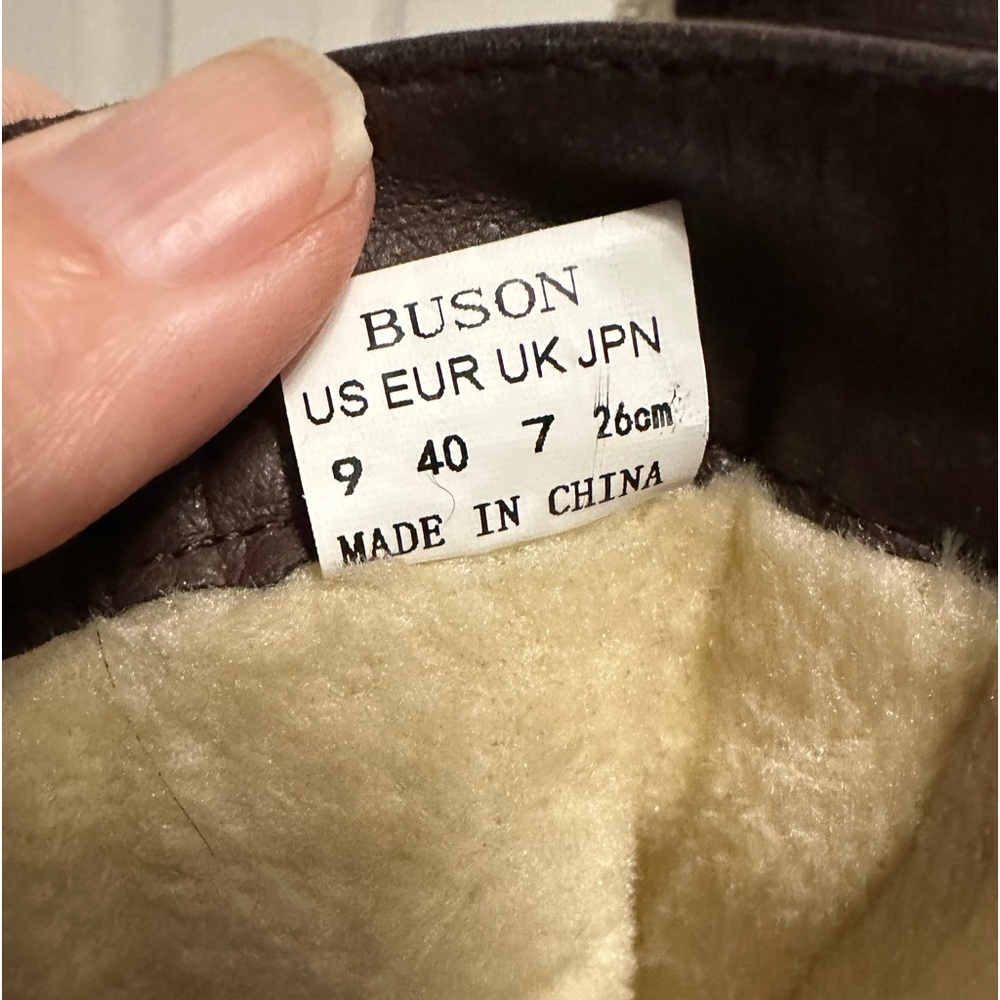 BUSON
US EUR UK JPN
9 40 7 26cm
MADE IN CHINA